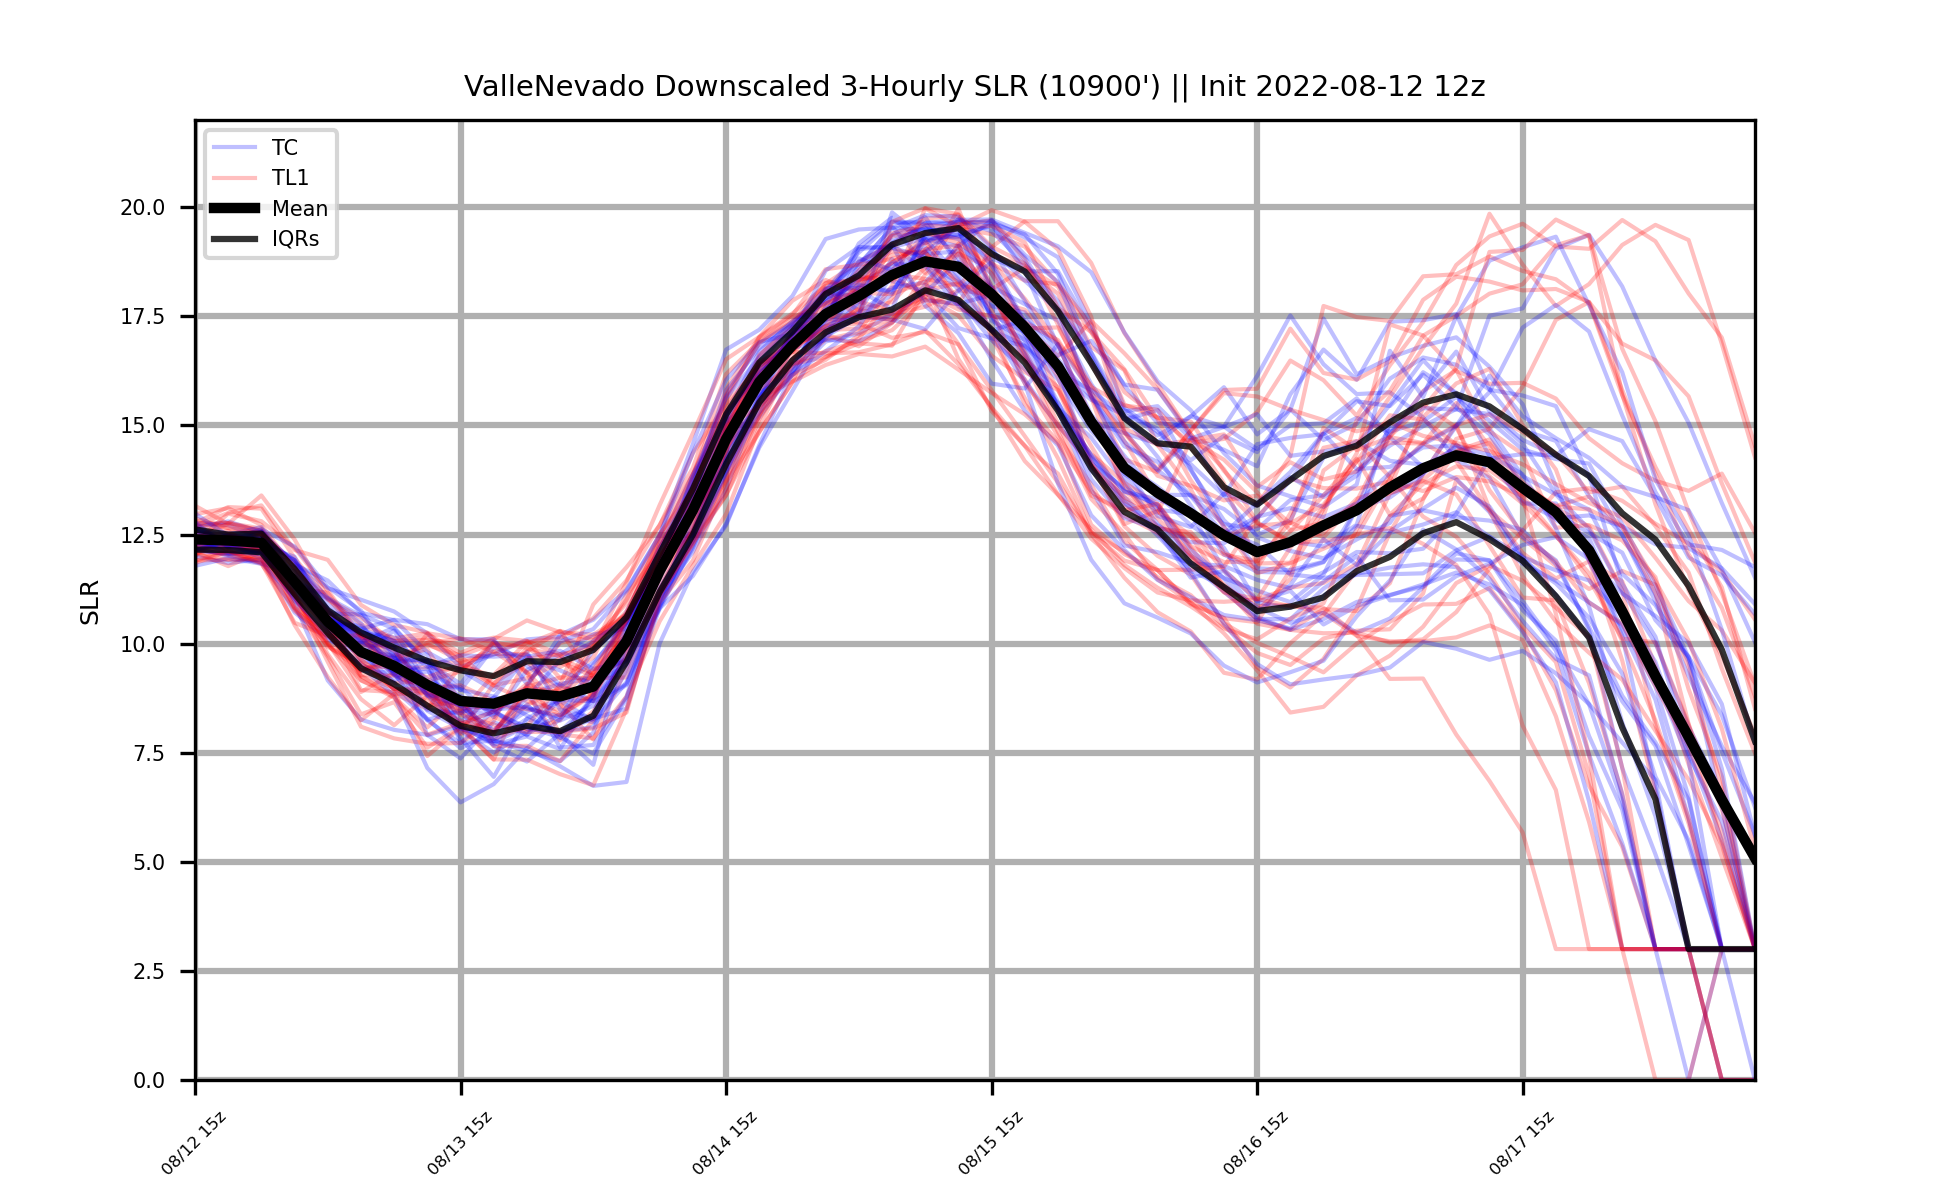 ValleNevado Downscaled 3-Hourly SLR (10900') || Init 2022-08-12 12z
TC
TL1
Mean
IQRs
20.0
17.5
15.0
12.5
10.0
7.5
5.0
2.5
0.0
SLR
08/12 15z
08/13 15z
08/14 15z
08/15 15z
08/16 15z
08/17 15z